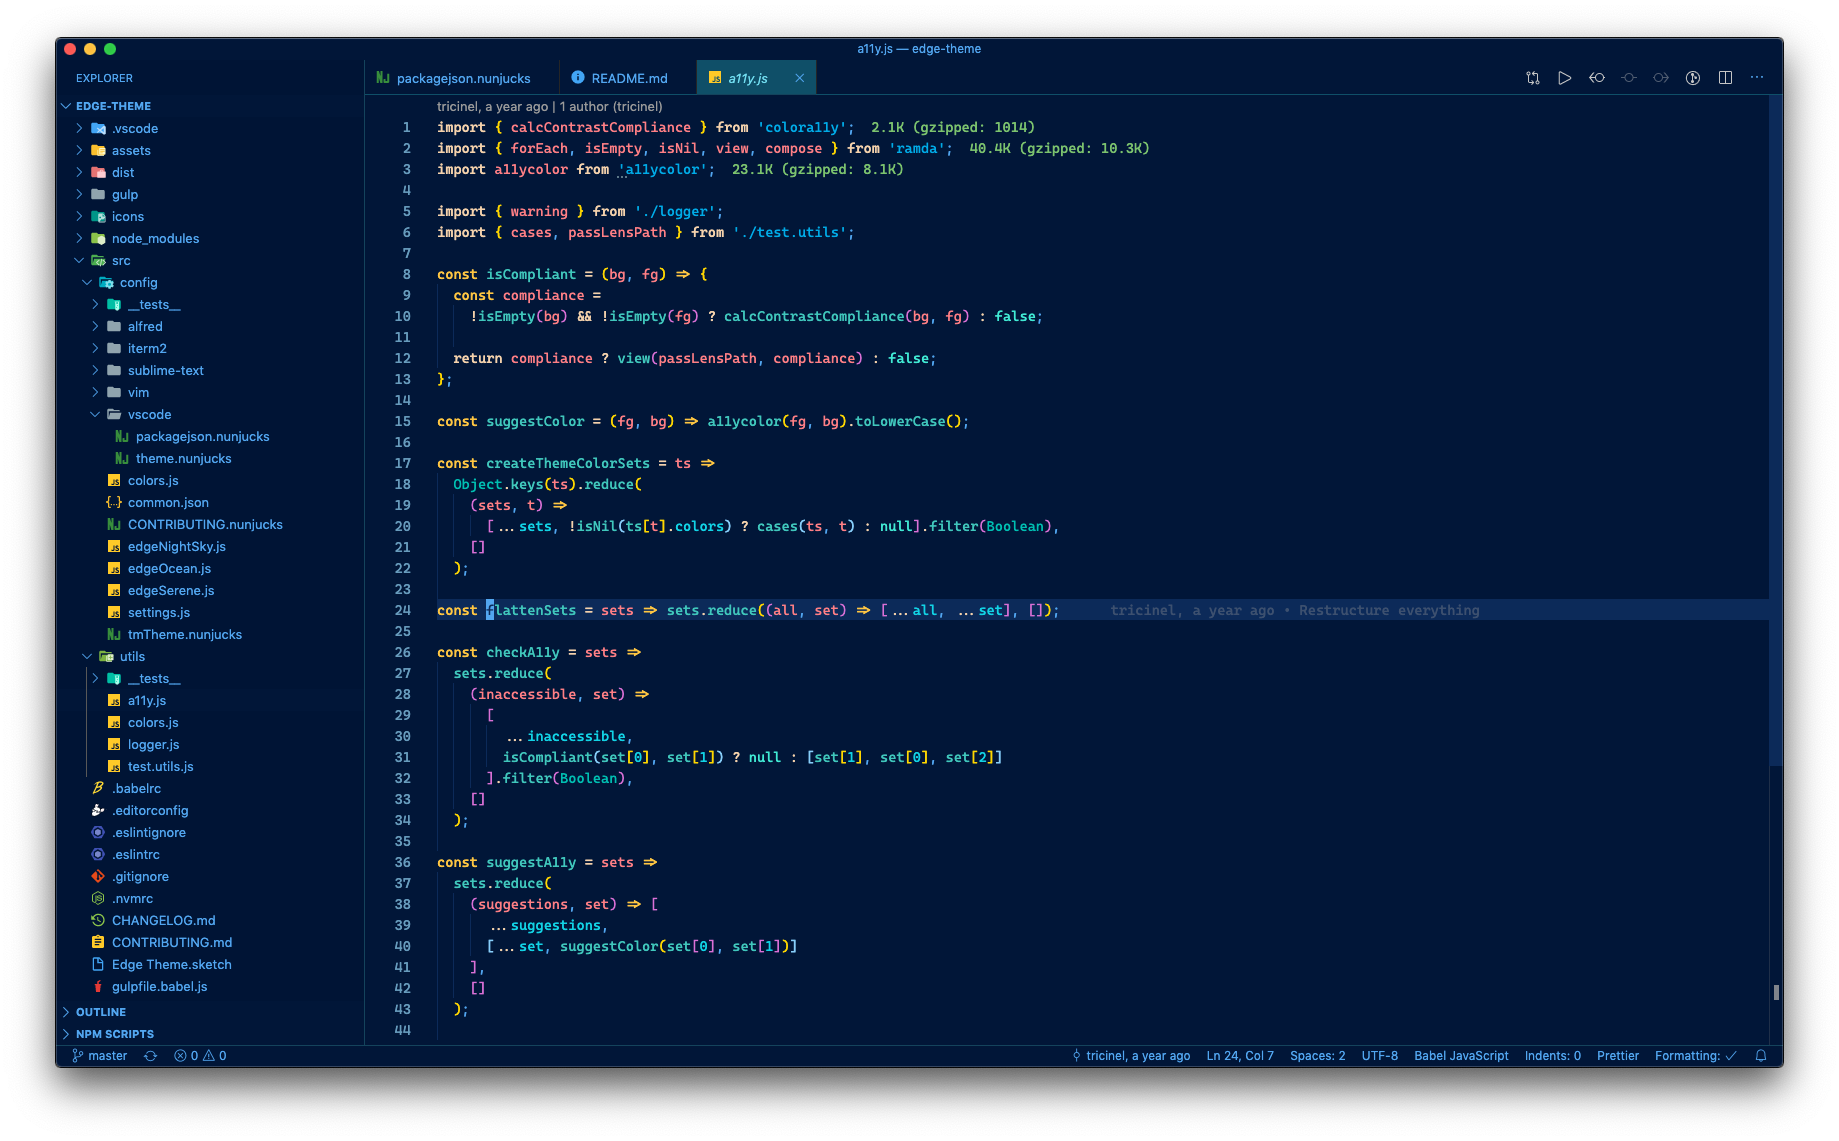 a11y.js — edge-theme
EXPLORER
EDGE-THEME
.vscode
assets
dist
gulp
icons
node_modules
src
config
__tests__
alfred
iterm2
sublime-text
vim
vscode
packagejson.nunjucks
theme.nunjucks
colors.js
common.json
CONTRIBUTING.nunjucks
edgeNightSky.js
edgeOcean.js
edgeSerene.js
settings.js
tmTheme.nunjucks
utils
__tests__
a11y.js
colors.js
logger.js
test.utils.js
.babelrc
.editorconfig
.eslintignore
.eslintrc
.gitignore
.nvmrc
CHANGELOG.md
CONTRIBUTING.md
Edge Theme.sketch
gulpfile.babel.js
OUTLINE
NPM SCRIPTS
packagejson.nunjucks README.md a11y.js
tricinel, a year ago | 1 author (tricinel)
1 import { calcContrastCompliance } from 'colora11y'; 2.1K (gzipped: 1014)
2 import { forEach, isEmpty, isNil, view, compose } from 'ramda'; 40.4K (gzipped: 10.3K)
3 import a11ycolor from 'a11ycolor'; 23.1K (gzipped: 8.1K)
4
5 import { warning } from './logger';
6 import { cases, passLensPath } from './test.utils';
7
8 const isCompliant = (bg, fg) => {
9 const compliance =
10 !isEmpty(bg) && !isEmpty(fg) ? calcContrastCompliance(bg, fg) : false;
11
12 return compliance ? view(passLensPath, compliance) : false;
13 };
14
15 const suggestColor = (fg, bg) => a11ycolor(fg, bg).toLowerCase();
16
17 const createThemeColorSets = ts =>
18 Object.keys(ts).reduce(
19 (sets, t) =>
20 [...sets, !isNil(ts[t].colors) ? cases(ts, t) : null].filter(Boolean),
21 []
22 );
23
24 const flattenSets = sets => sets.reduce((all, set) => [...all, ...set], []); tricinel, a year ago • Restructure everything
25
26 const checkA11y = sets =>
27 sets.reduce(
28 (inaccessible, set) =>
29 [
30 ...inaccessible,
31 isCompliant(set[0], set[1]) ? null : [set[1], set[0], set[2]]
32 ].filter(Boolean),
33 []
34 );
35
36 const suggestA11y = sets =>
37 sets.reduce(
38 (suggestions, set) => [
39 ...suggestions,
40 [...set, suggestColor(set[0], set[1])]
41 ],
42 []
43 );
44
master 0 0 tricinel, a year ago Ln 24, Col 7 Spaces: 2 UTF-8 Babel JavaScript Indents: 0 Prettier Formatting: ✓